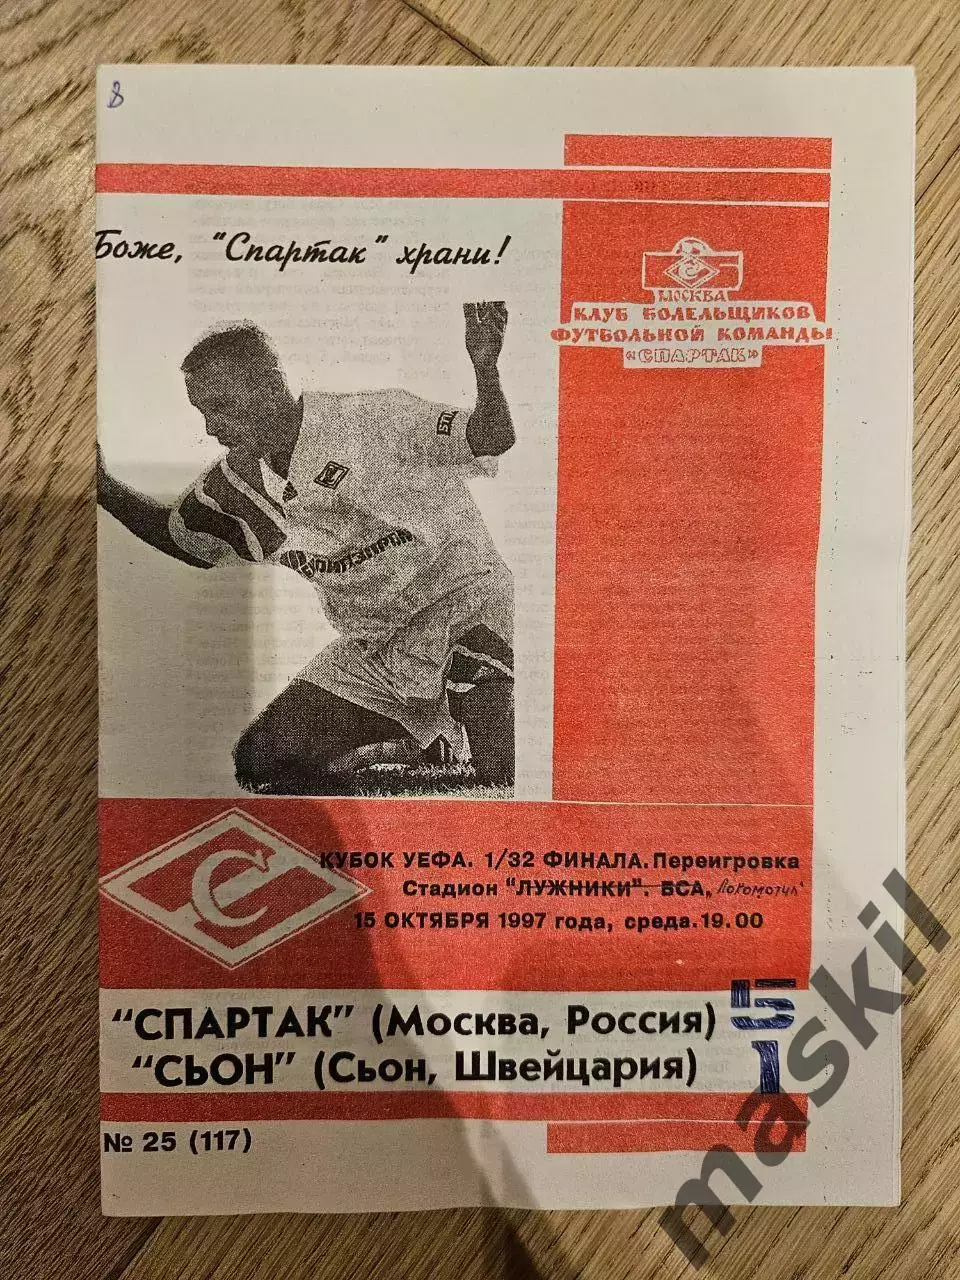 8
Боже, "Спартак" храни!
МОСКВА
КЛУБ БОЛЕЛЬЩИКОВ
ФУТБОЛЬНОЙ КОМАНДЫ
«СПАРТАК»
КУБОК УЕФА. 1/32 ФИНАЛА. Переигровка
Стадион "ЛУЖНИКИ". БСА, Локомотив
15 ОКТЯБРЯ 1997 года, среда.19.00
"СПАРТАК" (Москва, Россия) 5
"СЬОН" (Сьон, Швейцария) 1
№ 25 (117)
maskil